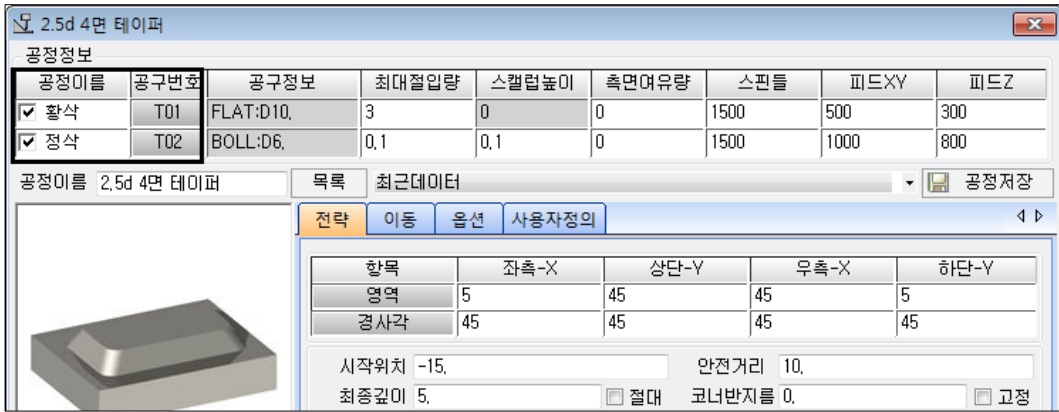 2.5d 4면 테이퍼
공정정보
공정이름 공구번호 공구정보 최대절입량 스캘럽높이 측면여유량 스핀들 피드XY 피드Z
황삭 T01 FLAT:D10, 3 0 0 1500 500 300
정삭 T02 BOLL:D6, 0,1 0,1 0 1500 1000 800
공정이름 2,5d 4면 테이퍼 목록 최근데이터 공정저장
전략 이동 옵션 사용자정의
항목 좌측-X 상단-Y 우측-X 하단-Y
영역 5 45 45 5
경사각 45 45 45 45
시작위치 -15, 안전거리 10,
최종깊이 5, 절대 코너반지름 0, 고정